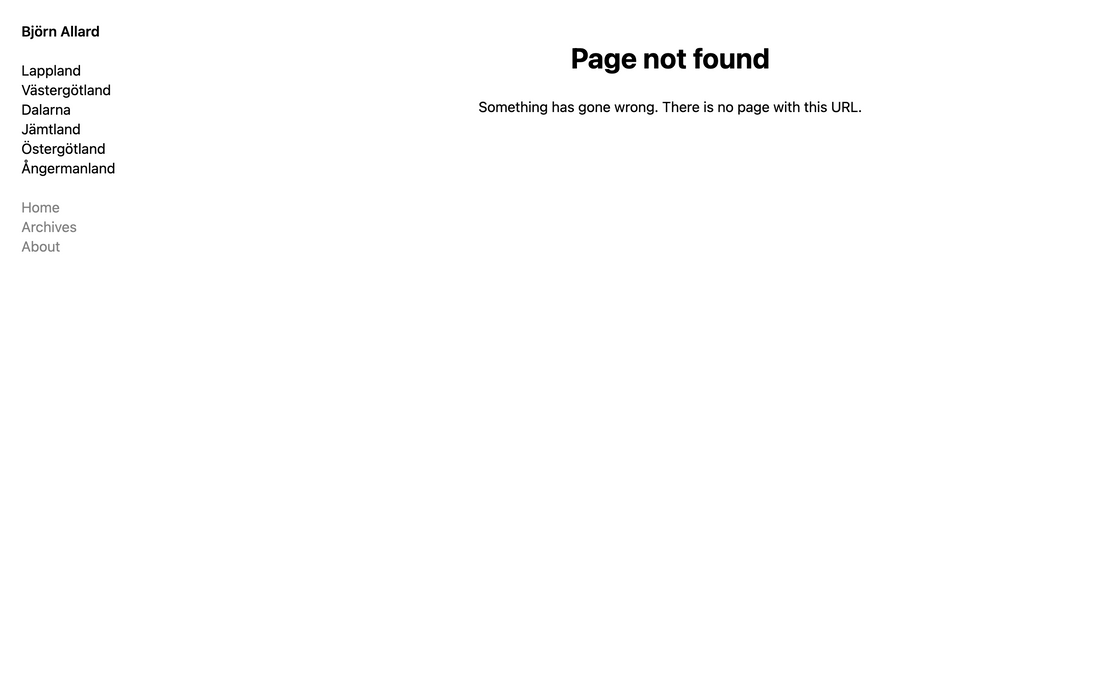 Björn Allard
Lappland
Västergötland
Dalarna
Jämtland
Östergötland
Ångermanland
Home
Archives
About
Page not found
Something has gone wrong. There is no page with this URL.